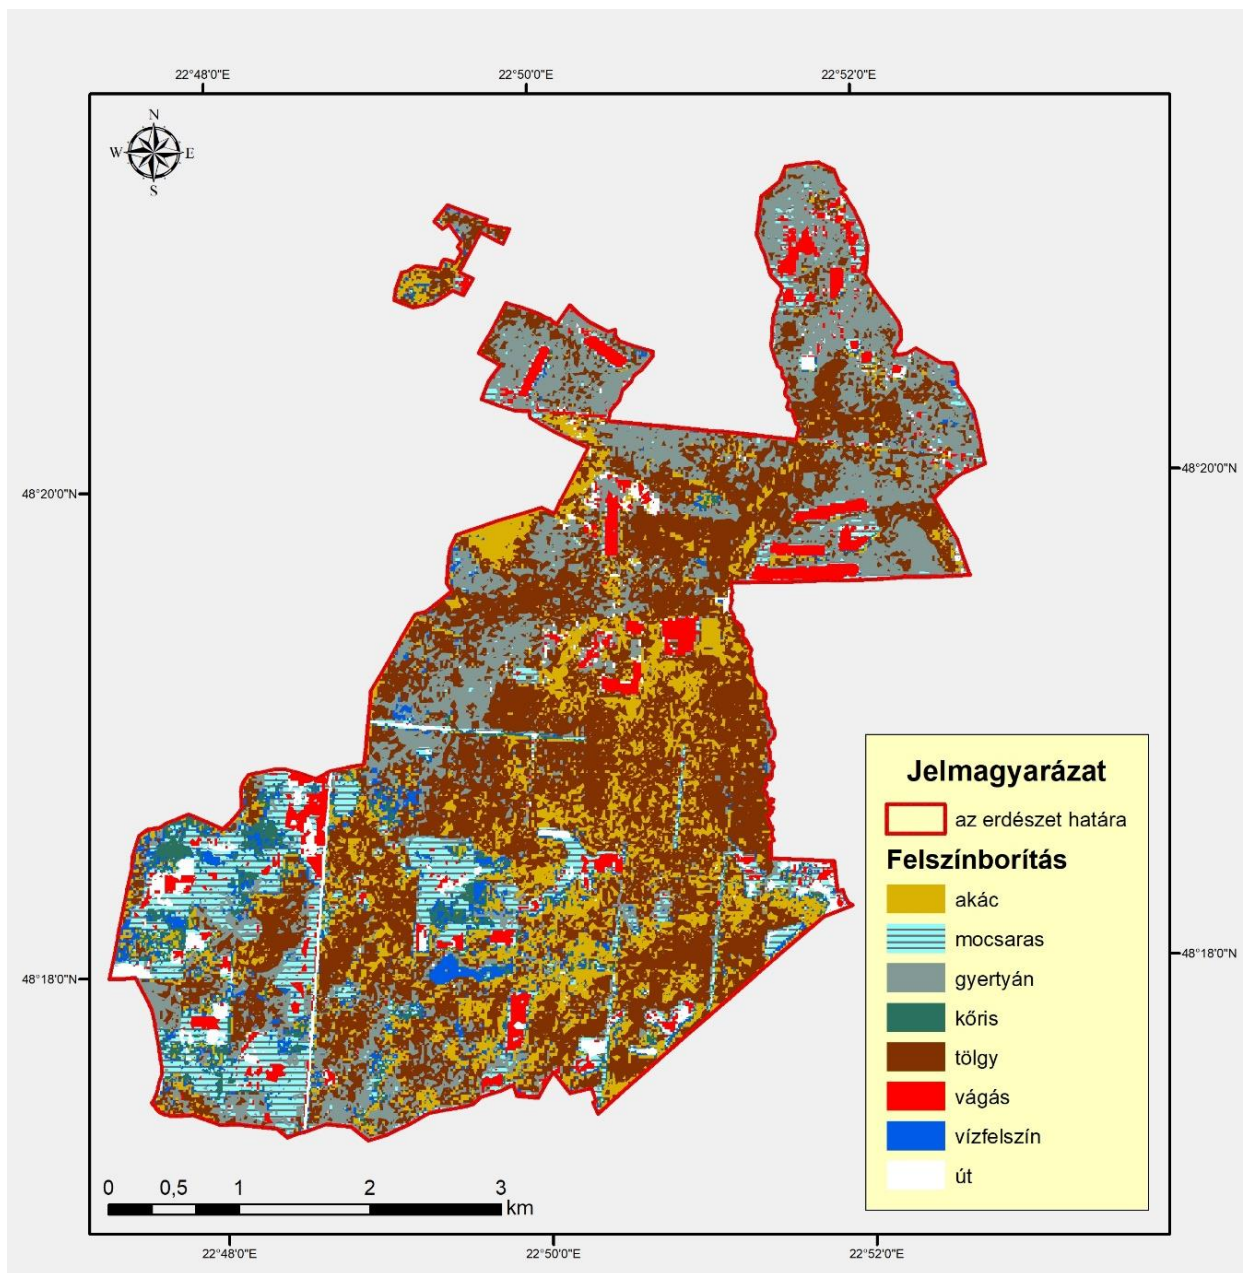 22°48'0"E
22°50'0"E
22°52'0"E
N
W
E
S
48°20'0"N
48°20'0"N
48°18'0"N
48°18'0"N
Jelmagyarázat
az erdészet határa
Felszínborítás
akác
mocsaras
gyertyán
kőris
tölgy
vágás
vízfelszín
út
0 0,5 1 2 3
km
22°48'0"E
22°50'0"E
22°52'0"E